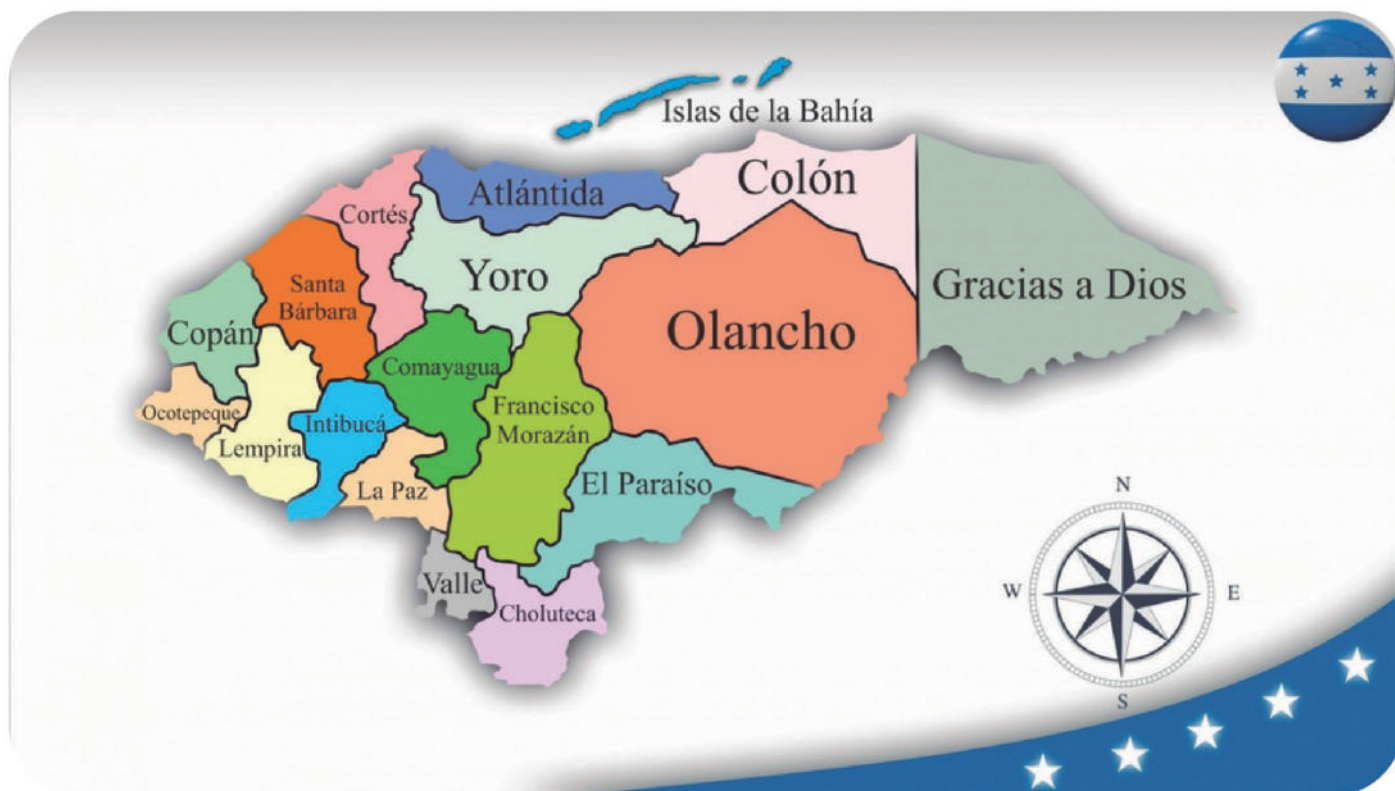 Islas de la Bahía
Atlántida
Colón
Cortés
Yoro
Gracias a Dios
Santa
Bárbara
Olancho
Copán
Comayagua
Ocotepeque
Intibucá
Francisco
Morazán
Lempira
La Paz
El Paraíso
Valle
Choluteca
N
W
E
S